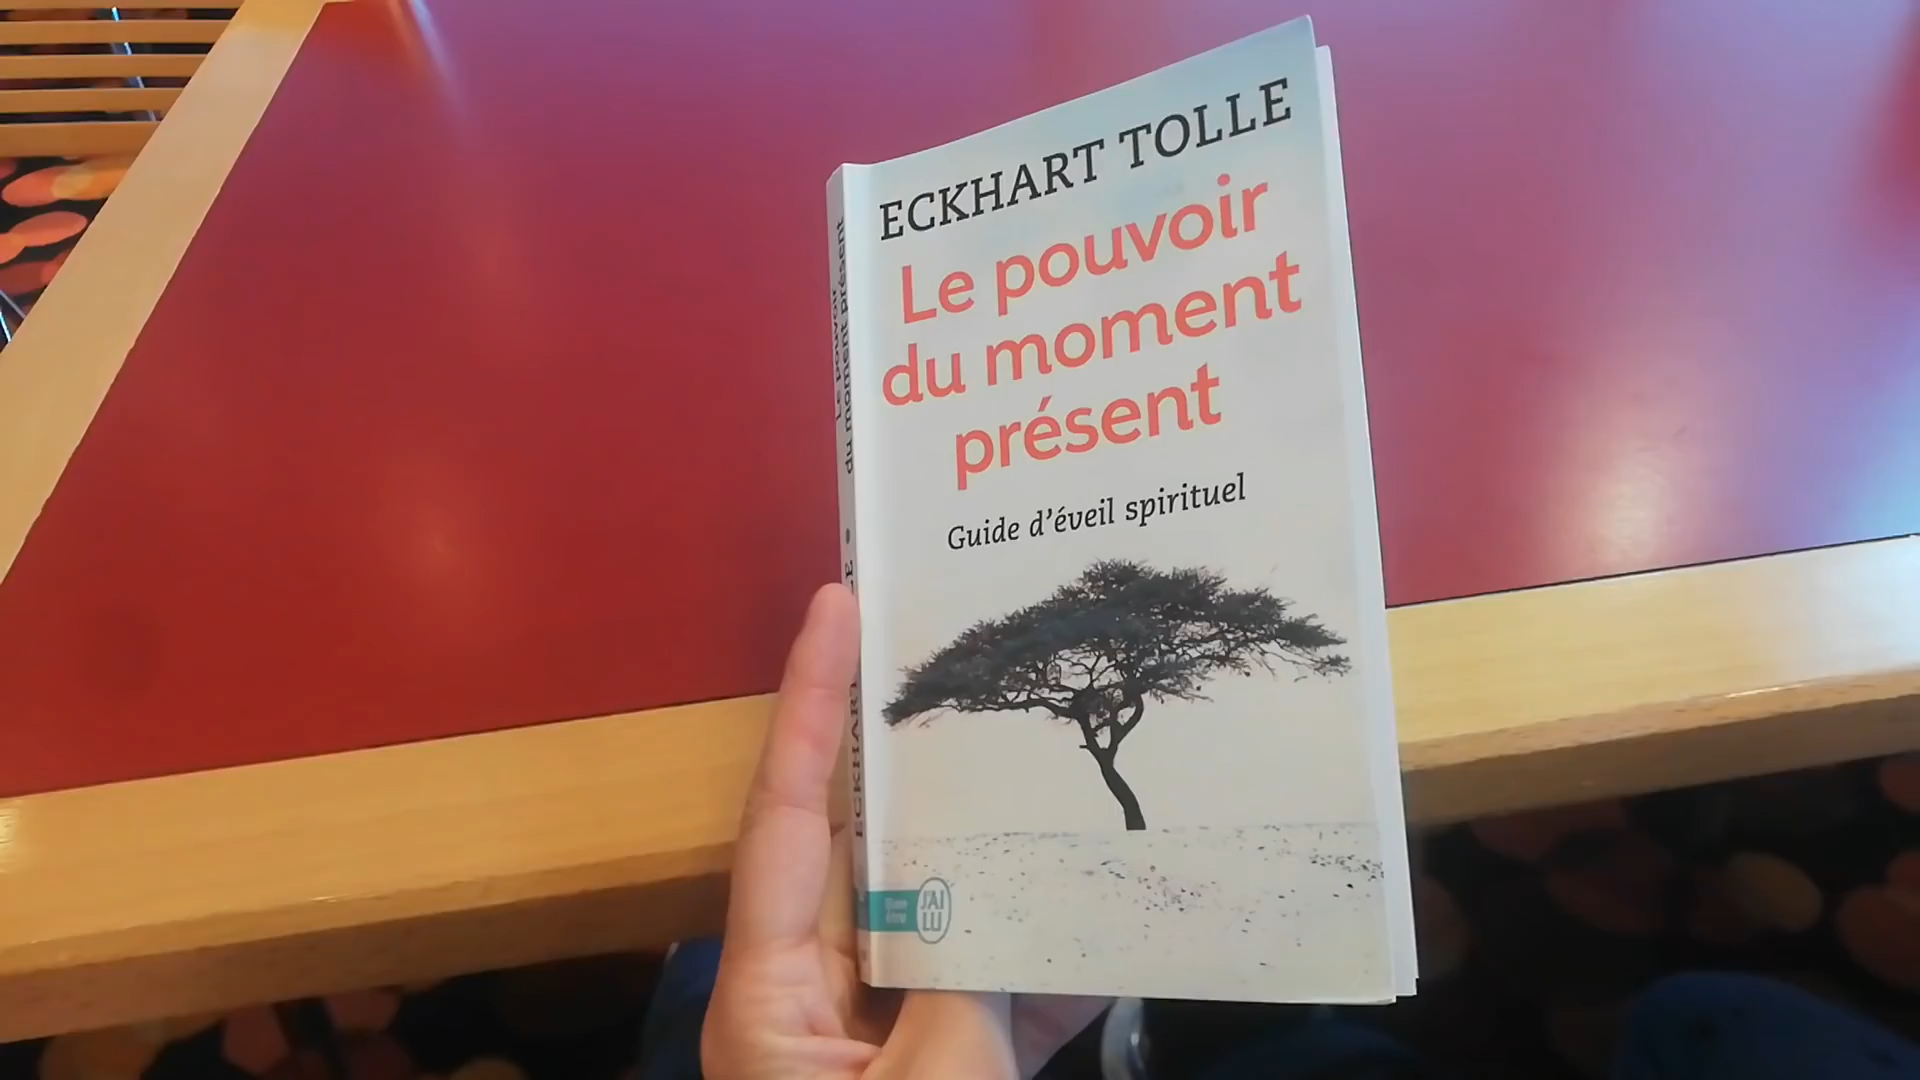 ECKHART TOLLE
Le pouvoir
du moment
présent
Guide d'éveil spirituel
Bien
être
J'AI
LU
Le pouvoir
du moment présent
ECKHART